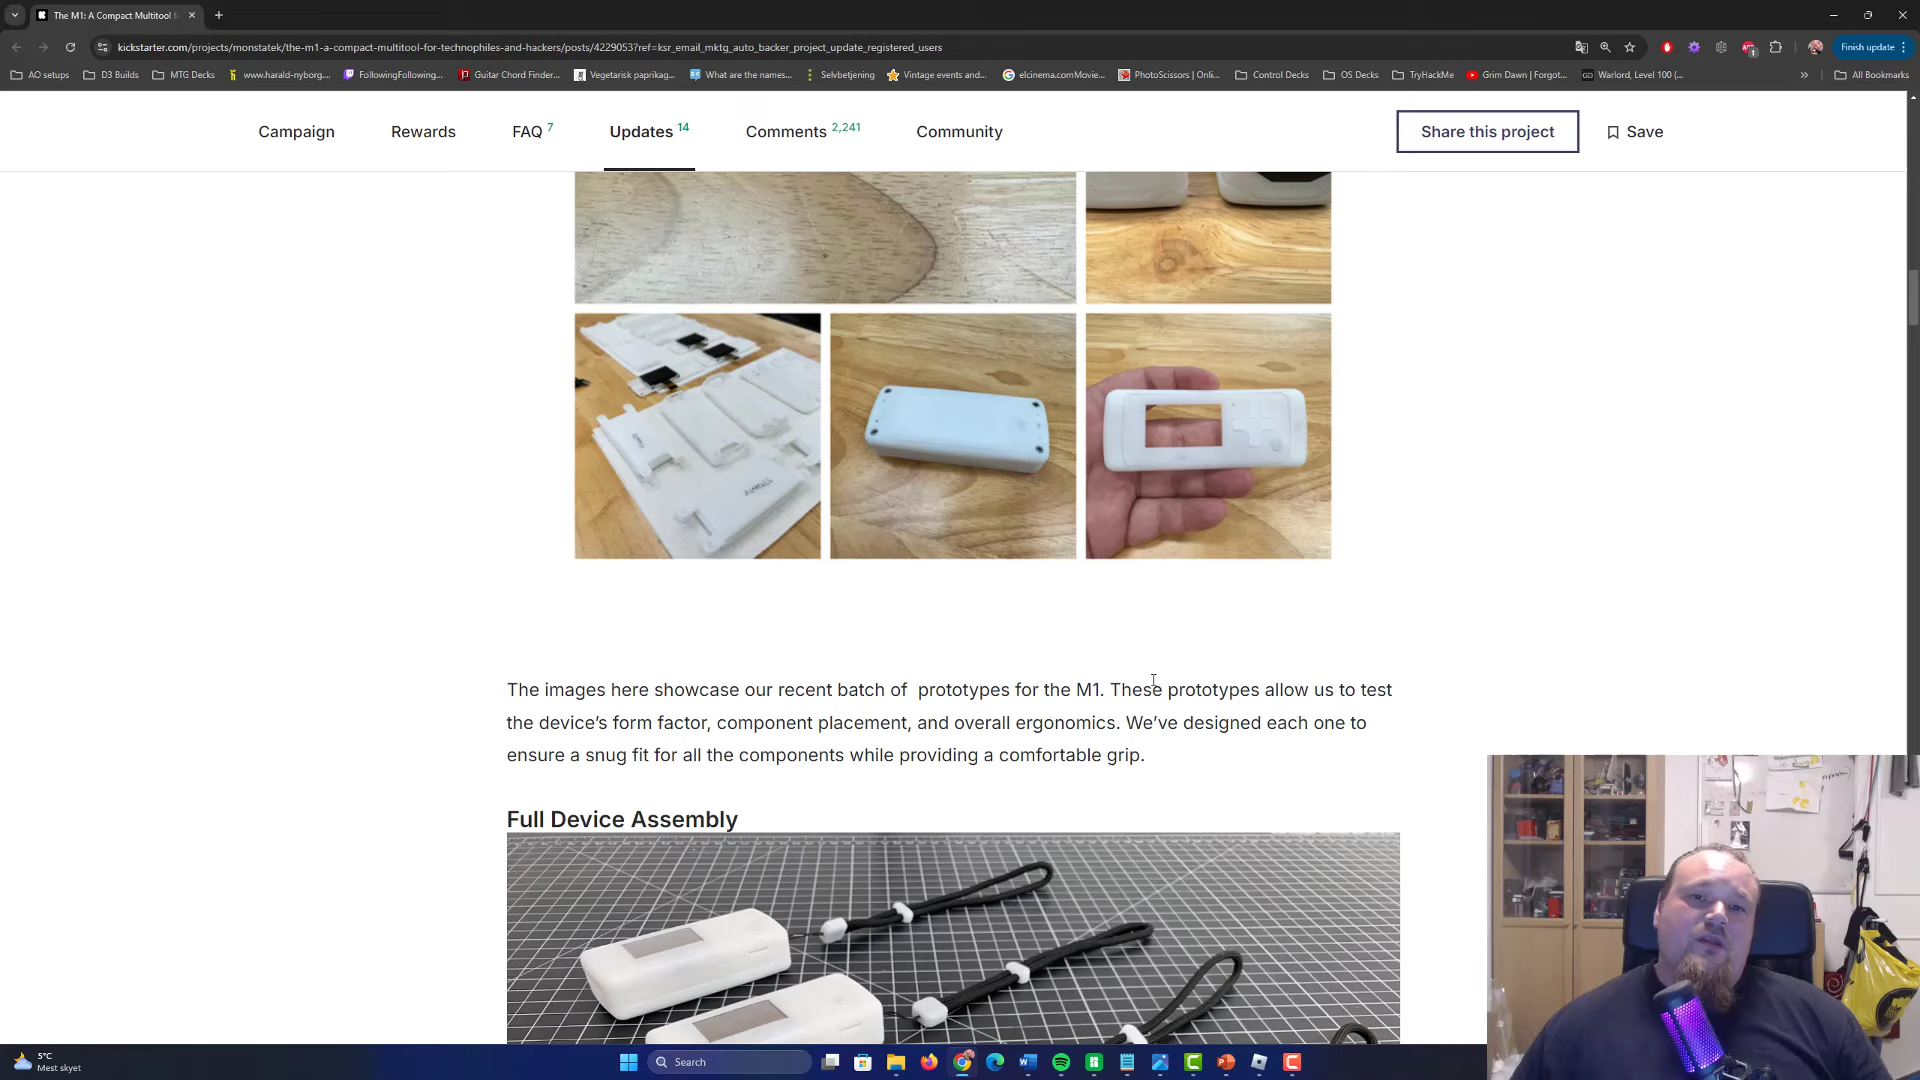 The M1: A Compact Multitool f
kickstarter.com/projects/monstatek/the-m1-a-compact-multitool-for-technophiles-and-hackers/posts/4229053?ref=ksr_email_mktg_auto_backer_project_update_registered_users
Finish update
AO setups
D3 Builds
MTG Decks
www.harald-nyborg....
FollowingFollowing...
Guitar Chord Finder...
Vegetarisk paprikag...
What are the names...
Selvbetjening
Vintage events and...
elcinema.comMovie...
PhotoScissors | Onli...
Control Decks
OS Decks
TryHackMe
Grim Dawn | Forgot...
Warlord, Level 100 (...
All Bookmarks
Campaign
Rewards
FAQ 7
Updates 14
Comments 2,241
Community
Share this project
Save
The images here showcase our recent batch of  prototypes for the M1. These prototypes allow us to test
the device’s form factor, component placement, and overall ergonomics. We’ve designed each one to
ensure a snug fit for all the components while providing a comfortable grip.
Full Device Assembly
5°C
Mest skyet
Search